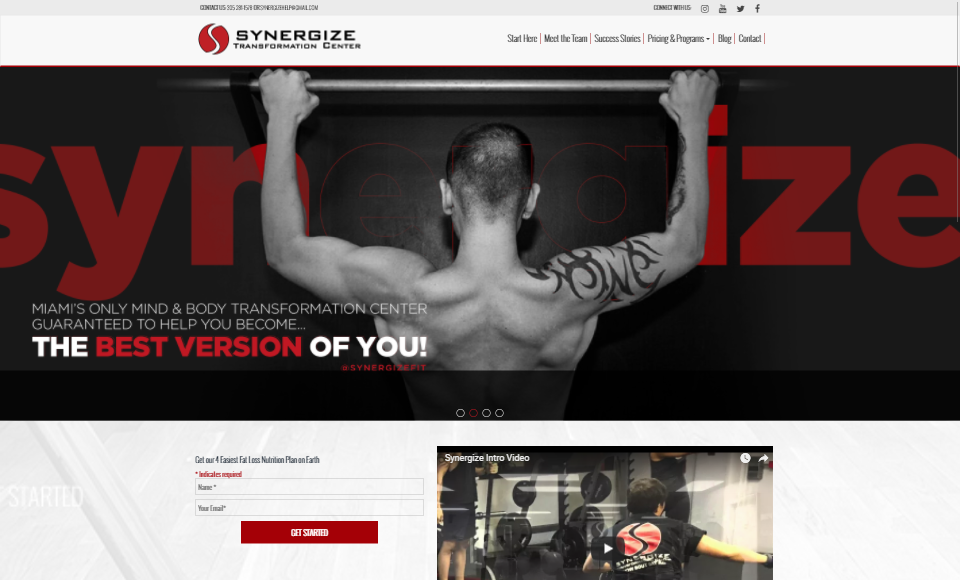 CONTACT US: 305.281.1578 OR SYNERGIZEHELP@GMAIL.COM
CONNECT WITH US:
SYNERGIZE
TRANSFORMATION CENTER
Start Here Meet the Team Success Stories Pricing & Programs Blog Contact
synergize
MIAMI'S ONLY MIND & BODY TRANSFORMATION CENTER
GUARANTEED TO HELP YOU BECOME...
THE BEST VERSION OF YOU!
@SYNERGIZEFIT
Get our 4 Easiest Fat Loss Nutrition Plan on Earth
* Indicates required
Name *
Your Email*
GET STARTED
STARTED
Synergize Intro Video
SYNERGIZE